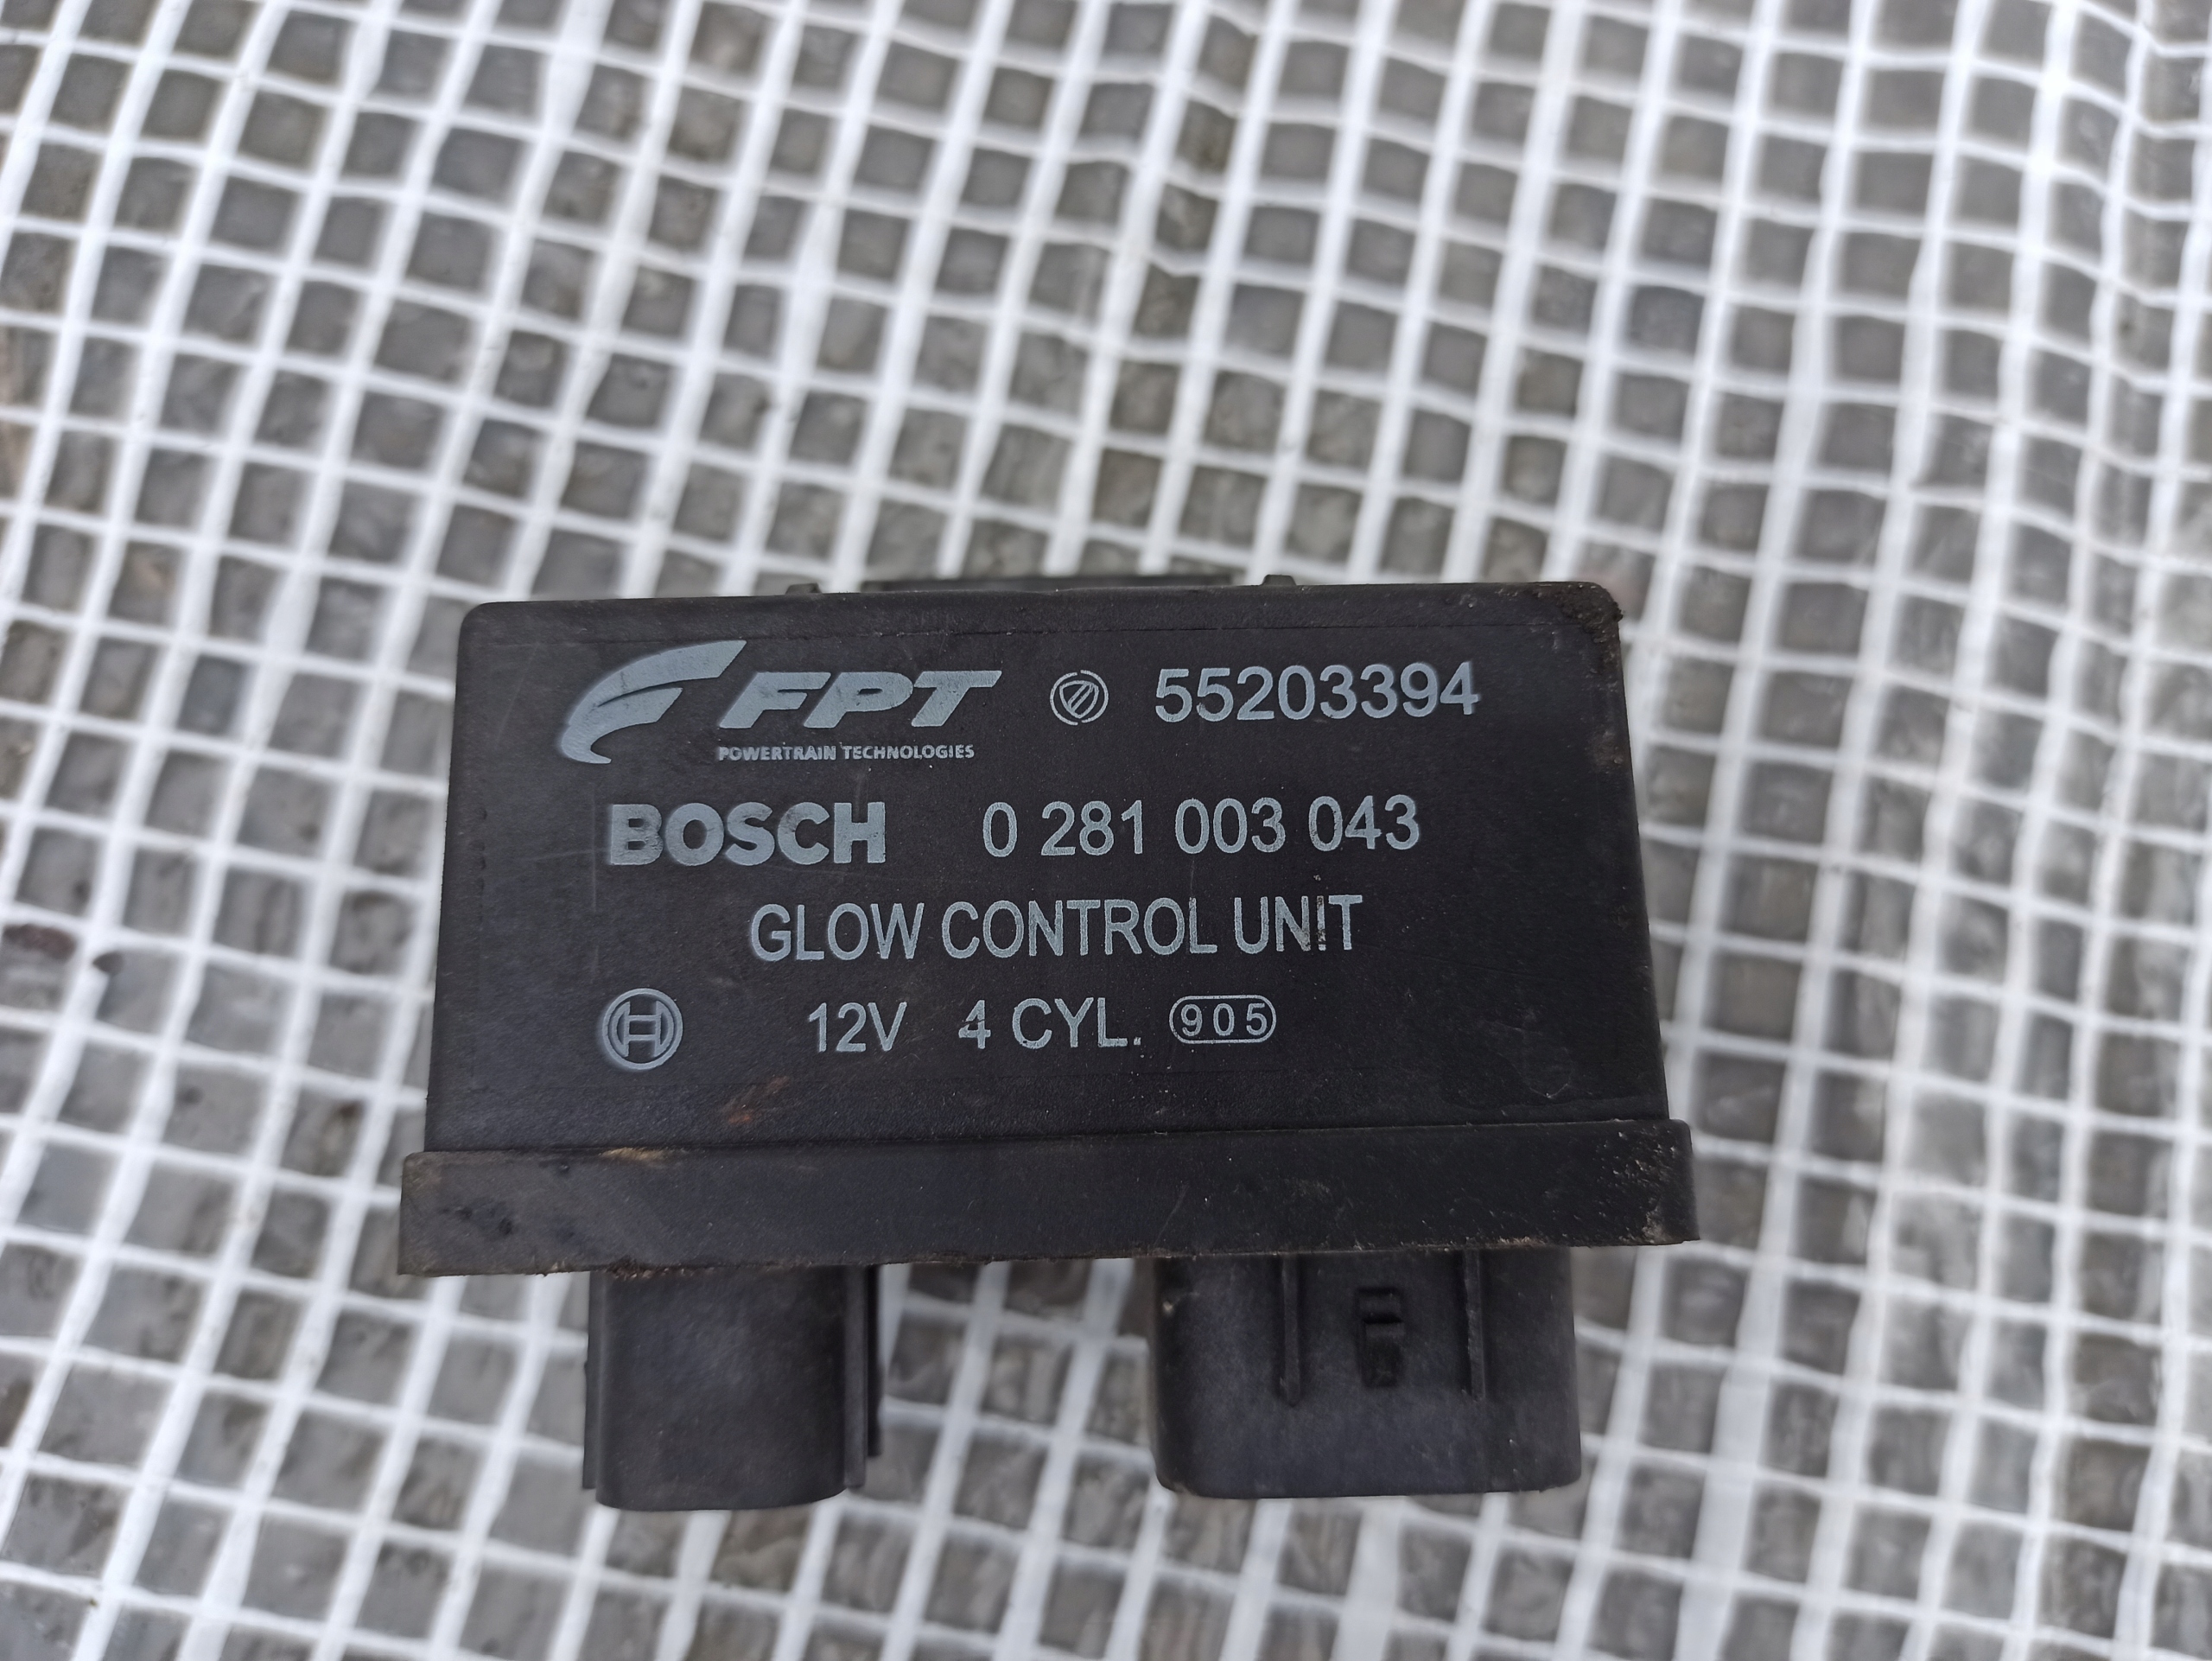 FPT 55203394
POWERTRAIN TECHNOLOGIES
BOSCH 0 281 003 043
GLOW CONTROL UNIT
12V 4 CYL. 905